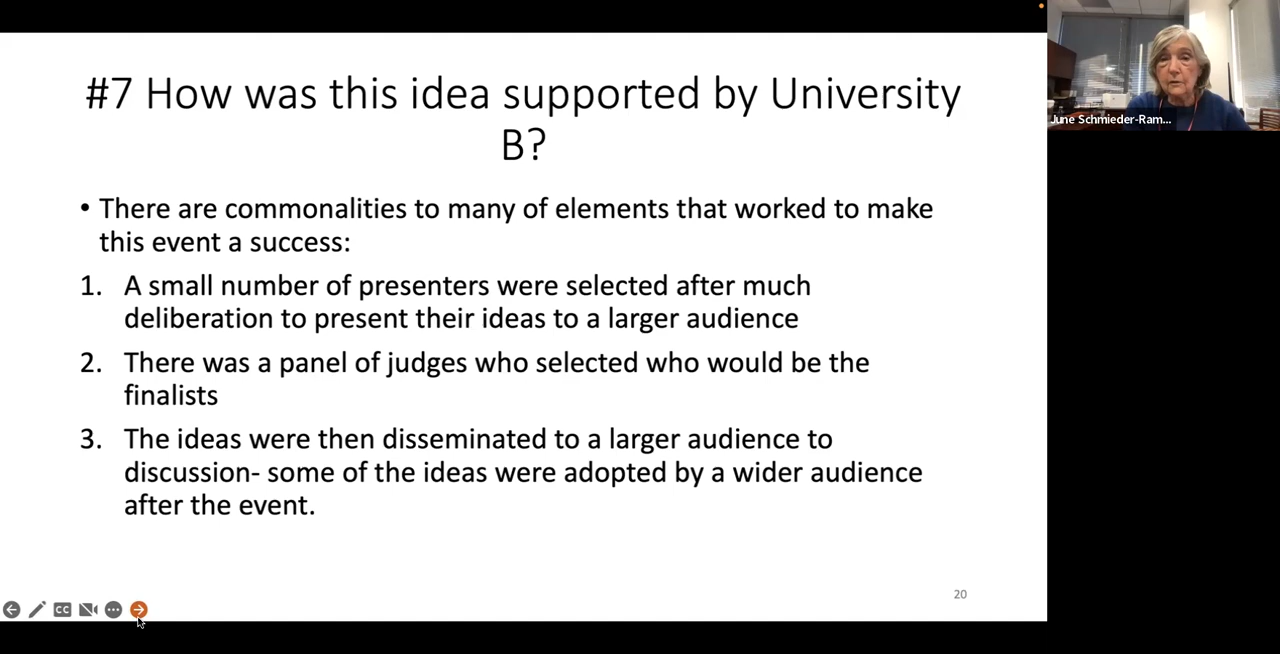 #7 How was this idea supported by University
B?
• There are commonalities to many of elements that worked to make
this event a success:
1. A small number of presenters were selected after much
deliberation to present their ideas to a larger audience
2. There was a panel of judges who selected who would be the
finalists
3. The ideas were then disseminated to a larger audience to
discussion- some of the ideas were adopted by a wider audience
after the event.
20
CC
June Schmieder-Ram...